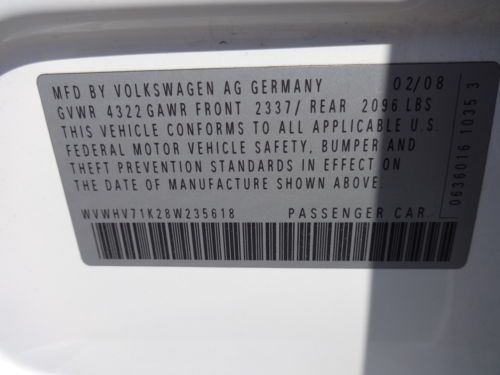 MFD BY VOLKSWAGEN AG GERMANY 02/08
GVWR 4322 GAWR FRONT 2337/ REAR 2096 LBS
THIS VEHICLE CONFORMS TO ALL APPLICABLE U.S.
FEDERAL MOTOR VEHICLE SAFETY, BUMPER AND
THEFT PREVENTION STANDARDS IN EFFECT ON
THE DATE OF MANUFACTURE SHOWN ABOVE.
WVWHV71K28W235618 PASSENGER CAR
0636016 1035 3